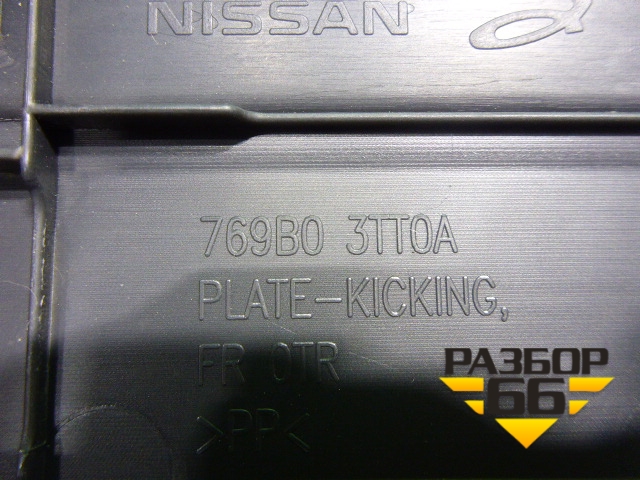 NISSAN
769B0 3TT0A
PLATE-KICKING,
FR OTR
>PP<
РАЗБОР
66